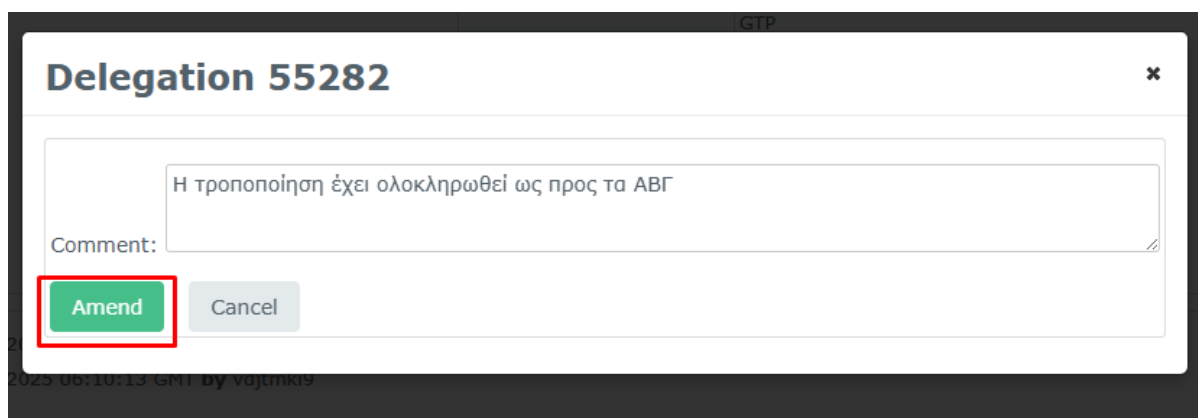 GTP
Delegation 55282
✖
Η τροποποίηση έχει ολοκληρωθεί ως προς τα ΑΒΓ
Comment:
Amend Cancel
2025 06:10:13 GMT by vdjtmki9